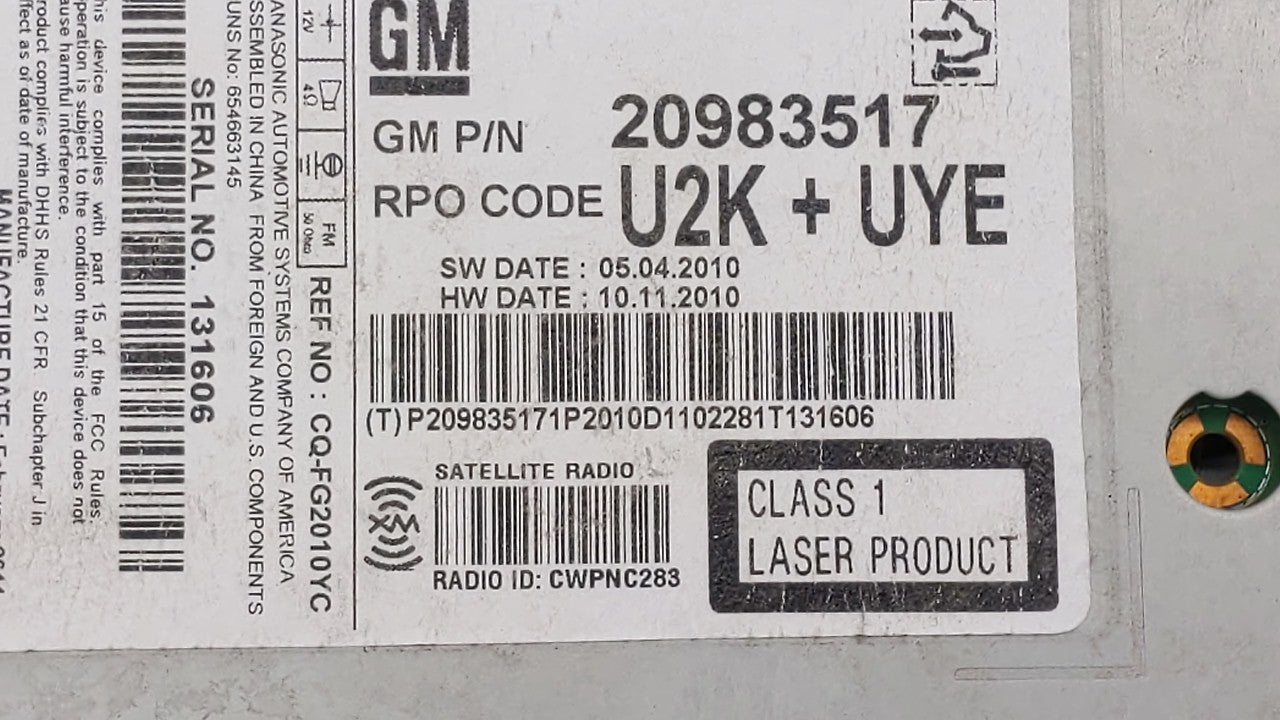 GM
GM P/N 20983517
RPO CODE U2K + UYE
SW DATE : 05.04.2010
HW DATE : 10.11.2010
(T) P209835171P2010D1102281T131606
SATELLITE RADIO
RADIO ID: CWPNC283
CLASS 1
LASER PRODUCT
12V
4Ω
FM
REF NO : CQ-FG2010YC
ANASONIC AUTOMOTIVE SYSTEMS COMPANY OF AMERICA
SSEMBLED IN CHINA FROM FOREIGN AND U.S. COMPONENTS
UNS No: 654663145
SERIAL NO. 131606
his device complies with part 15 of the FCC Rules.
peration is subject to the condition that this device does not
ause harmful interference.
roduct complies with DHHS Rules 21 CFR Subchapter J in
ffect as of date of manufacture.
MANUFACTURE DATE :